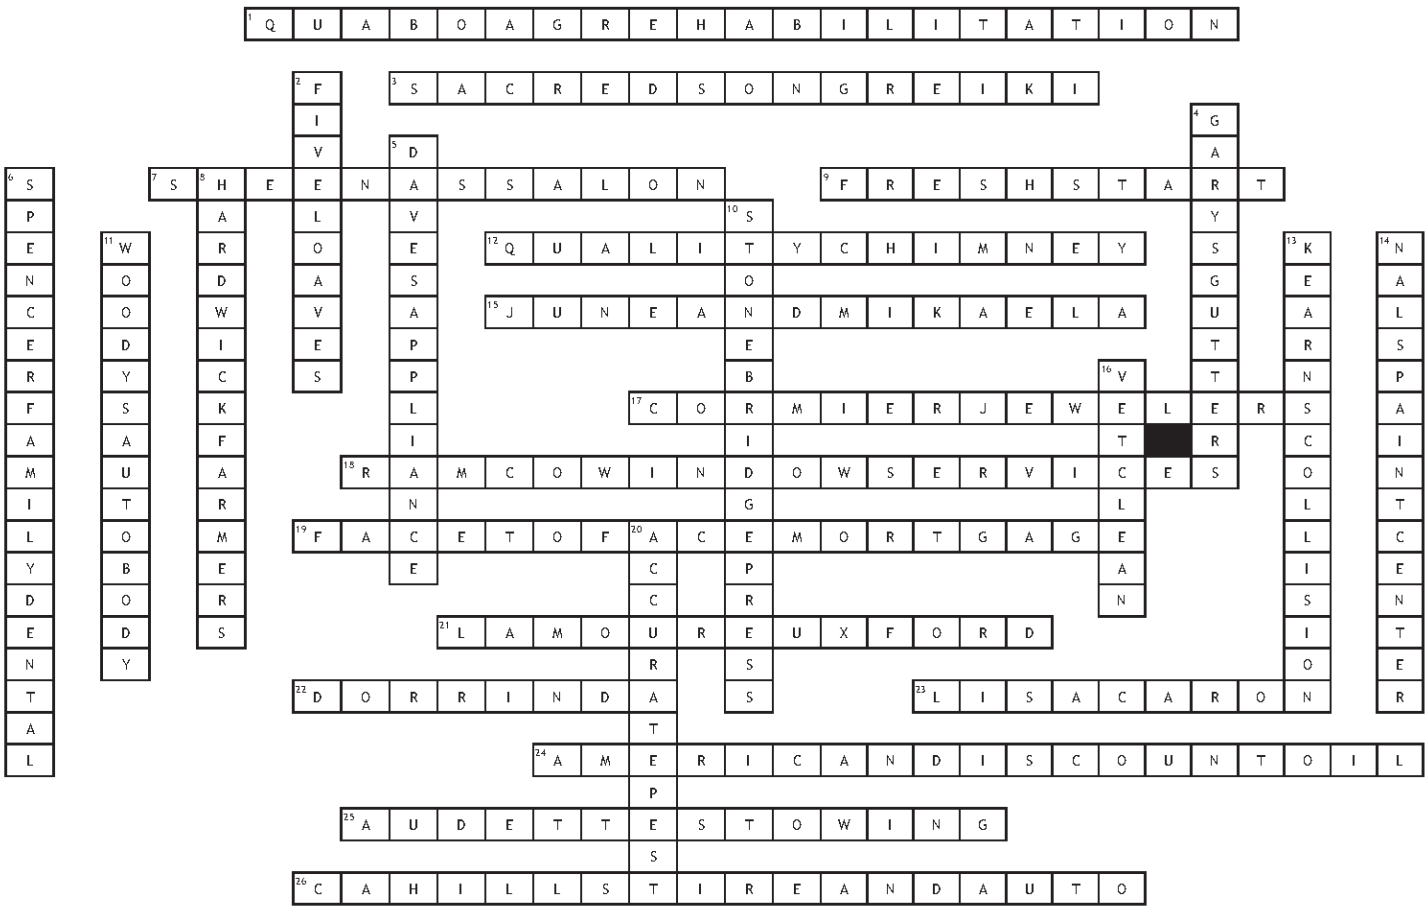 1 QUABOAGREHABILITATION
2 FIVELOAVES
3 SACREDSONGREIKI
4 GARYSGUTTERS
5 DAVESAPPLIANCE
6 SPENCERFAMILYDENTAL
7 SHEENASSALON
8 HARDWICKFARMERS
9 FRESHSTART
10 STONEBRIDGEPRESS
11 WOODYSAUTOBODY
12 QUALITYCHIMNEY
13 KEARNSCOLLISION
14 NALSPAINTCENTER
15 JUNEANDMIKAELA
16 VETCLEAN
17 CORMIERJEWELERS
18 RAMCOWINDOWSERVICES
19 FACETOFACEMORTGAGE
20 ACCURATEPEST
21 LAMOUREUXFORD
22 DORRINDA
23 LISACARON
24 AMERICANDISCOUNTOIL
25 AUDETTESTOWING
26 CAHILLSTIREANDAUTO